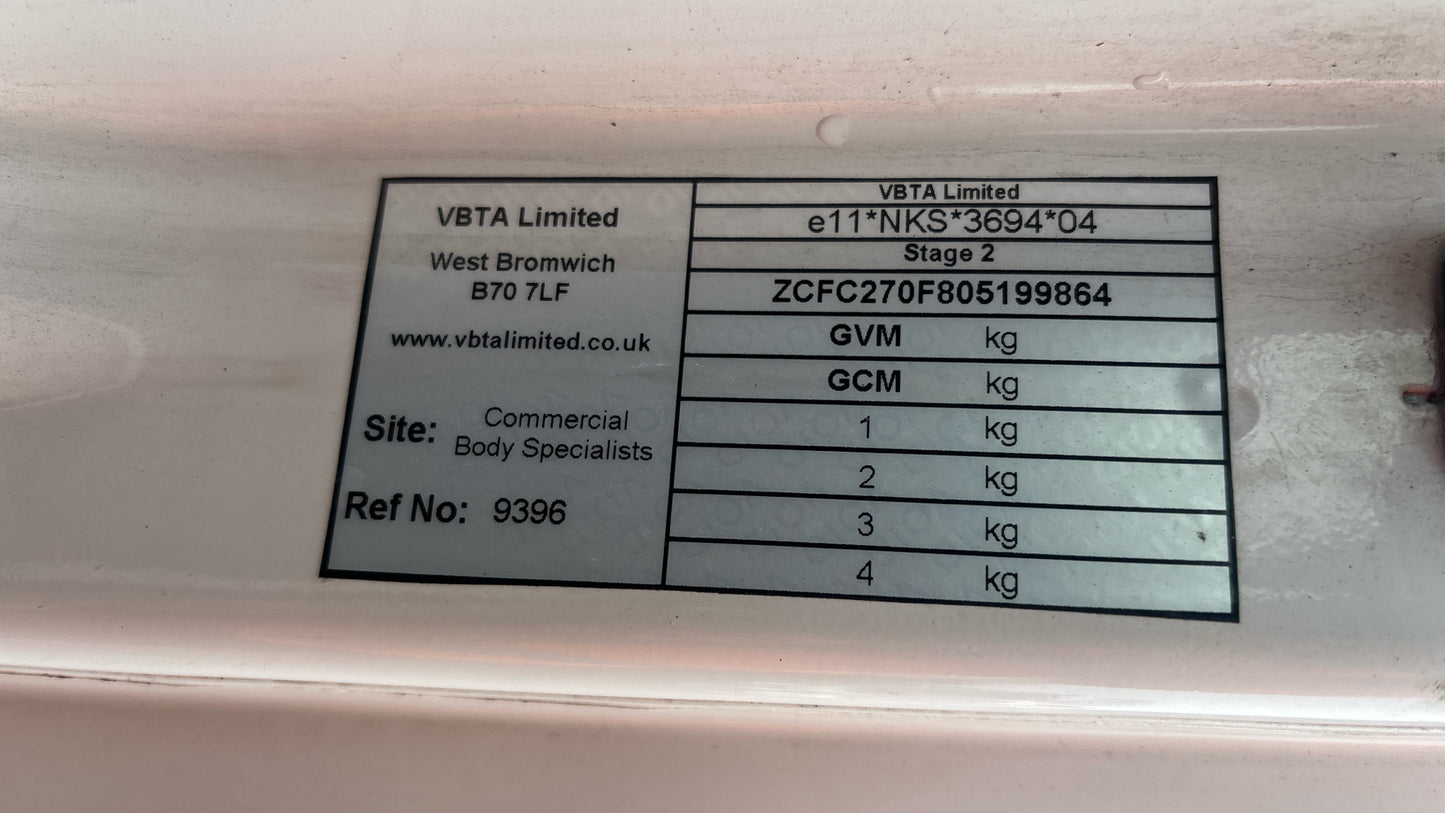 VBTA Limited
West Bromwich
B70 7LF
www.vbtalimited.co.uk
Site: Commercial
Body Specialists
Ref No: 9396
VBTA Limited
e11*NKS*3694*04
Stage 2
ZCFC270F805199864
GVM kg
GCM kg
1 kg
2 kg
3 kg
4 kg